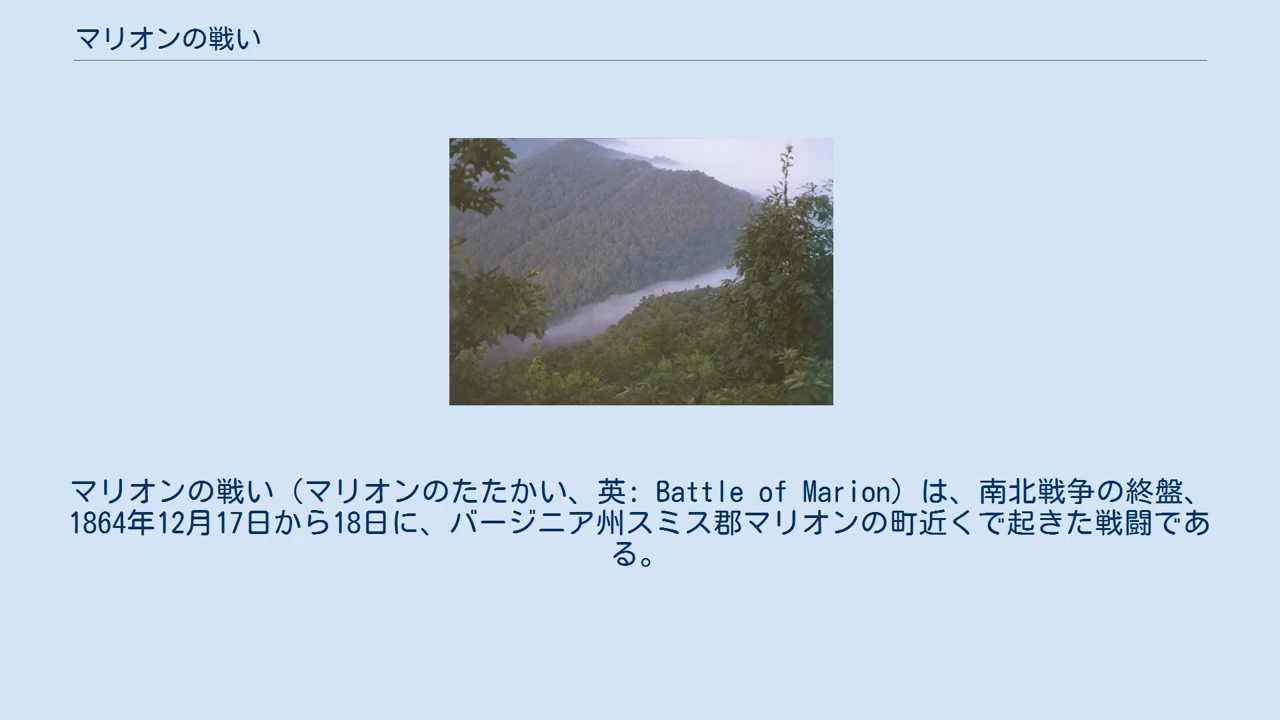 マリオンの戦い
マリオンの戦い（マリオンのたたかい、英: Battle of Marion）は、南北戦争の終盤、
1864年12月17日から18日に、バージニア州スミス郡マリオンの町近くで起きた戦闘であ
る。